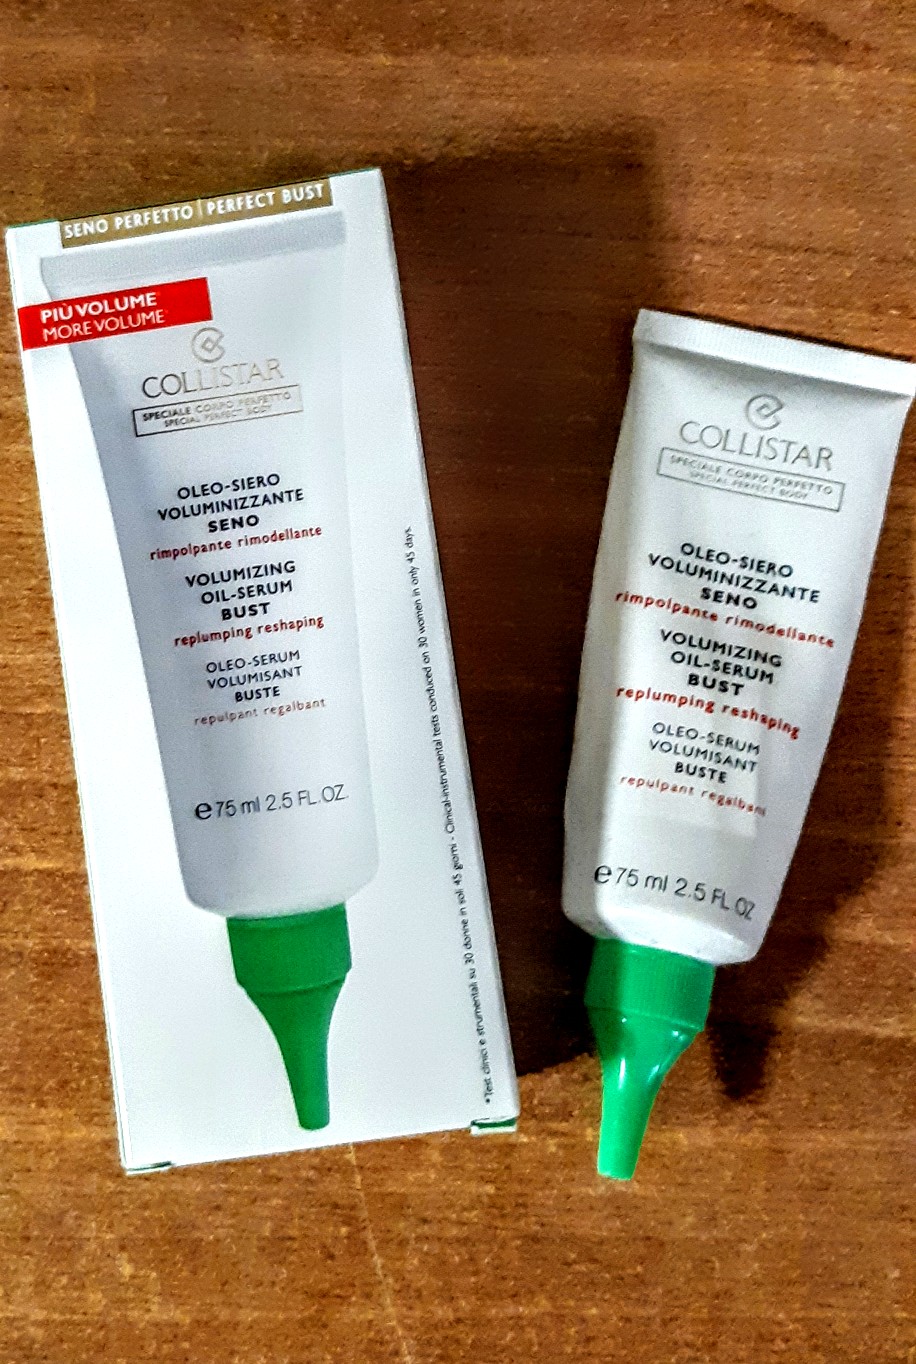 SENO PERFETTO | PERFECT BUST
PIÙ VOLUME*
MORE VOLUME*
COLLISTAR
SPECIALE CORPO PERFETTO
SPECIAL PERFECT BODY
OLEO-SIERO
VOLUMINIZZANTE
SENO
rimpolpante rimodellante
VOLUMIZING
OIL-SERUM
BUST
replumping reshaping
OLEO-SERUM
VOLUMISANT
BUSTE
repulpant regalbant
e 75 ml 2.5 FL.OZ.
*Test clinici e strumentali su 30 donne in soli 45 giorni - Clinical-instrumental tests conduced on 30 women in only 45 days.
COLLISTAR
SPECIALE CORPO PERFETTO
SPECIAL PERFECT BODY
OLEO-SIERO
VOLUMINIZZANTE
SENO
rimpolpante rimodellante
VOLUMIZING
OIL-SERUM
BUST
replumping reshaping
OLEO-SERUM
VOLUMISANT
BUSTE
repulpant regalbant
e 75 ml 2.5 FL OZ